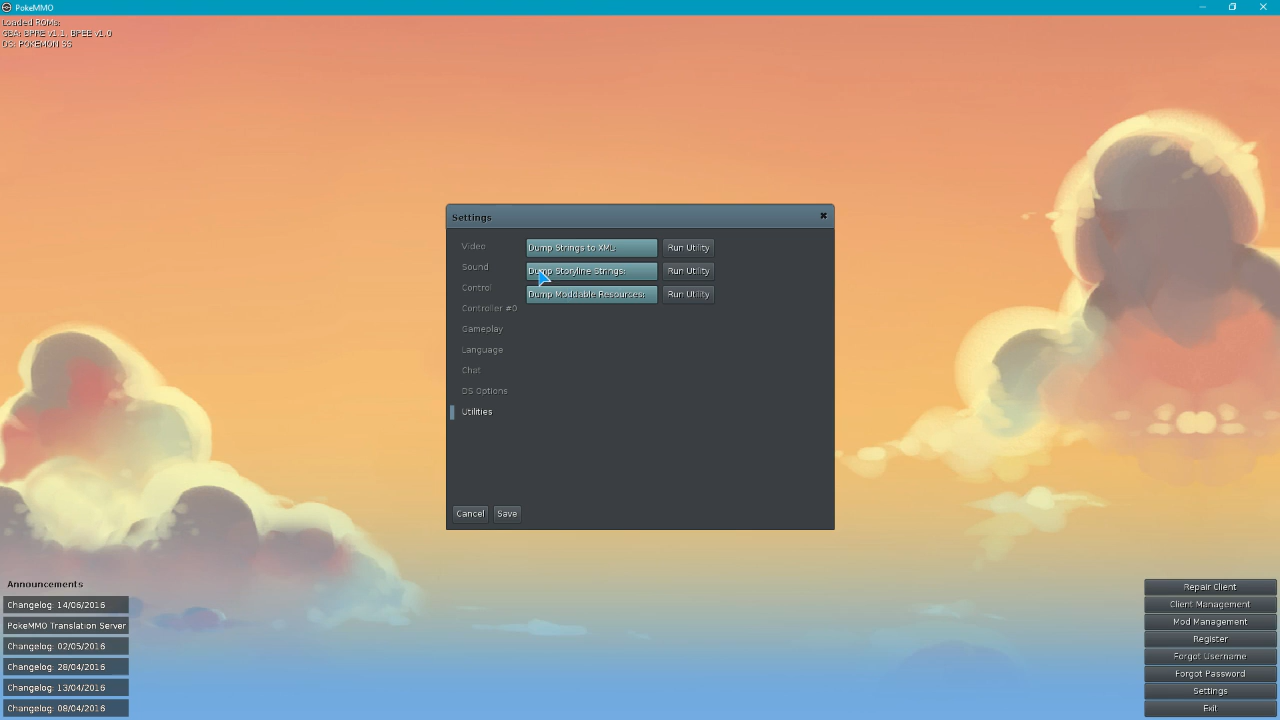 PokeMMO
Loaded ROMs:
GBA: BPRE v1.1, BPEE v1.0
DS: POKEMON SS
Settings
Video
Sound
Control
Controller #0
Gameplay
Language
Chat
DS Options
Utilities
Dump Strings to XML: Run Utility
Dump Storyline Strings: Run Utility
Dump Moddable Resources: Run Utility
Cancel Save
Announcements
Changelog: 14/06/2016
PokeMMO Translation Server
Changelog: 02/05/2016
Changelog: 28/04/2016
Changelog: 13/04/2016
Changelog: 08/04/2016
Repair Client
Client Management
Mod Management
Register
Forgot Username
Forgot Password
Settings
Exit